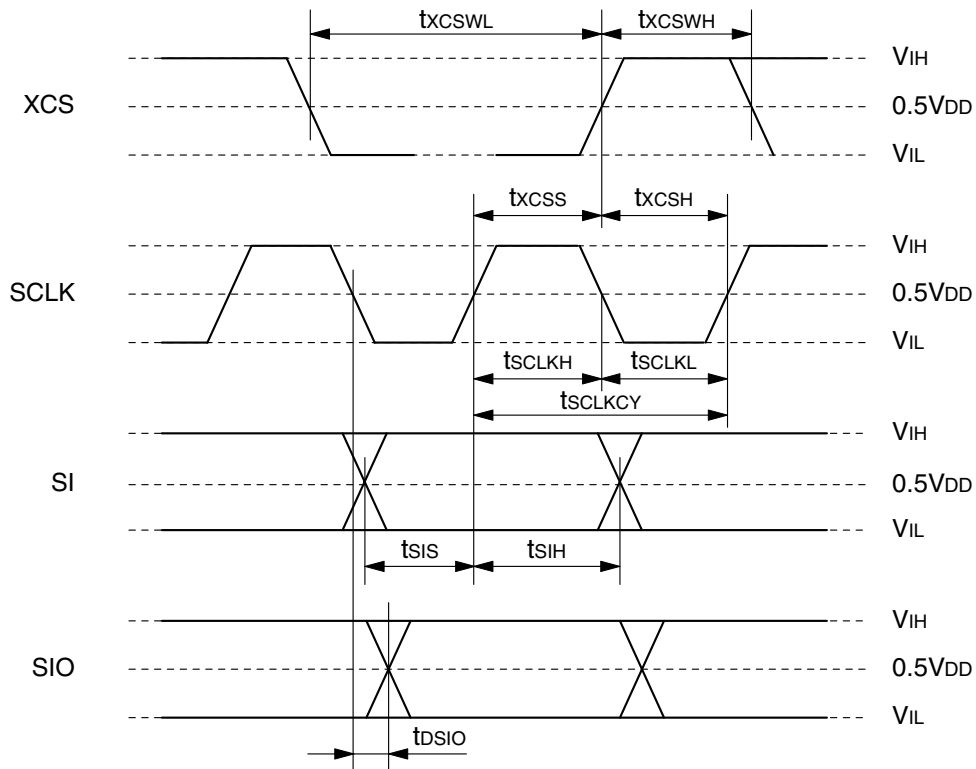 tXCSWL tXCSWH
VIH
XCS 0.5VDD
VIL
tXCSS tXCSH
VIH
SCLK 0.5VDD
VIL
tSCLKH tSCLKL
tSCLKCY
VIH
SI 0.5VDD
VIL
tSIS tSIH
VIH
SIO 0.5VDD
VIL
tDSIO